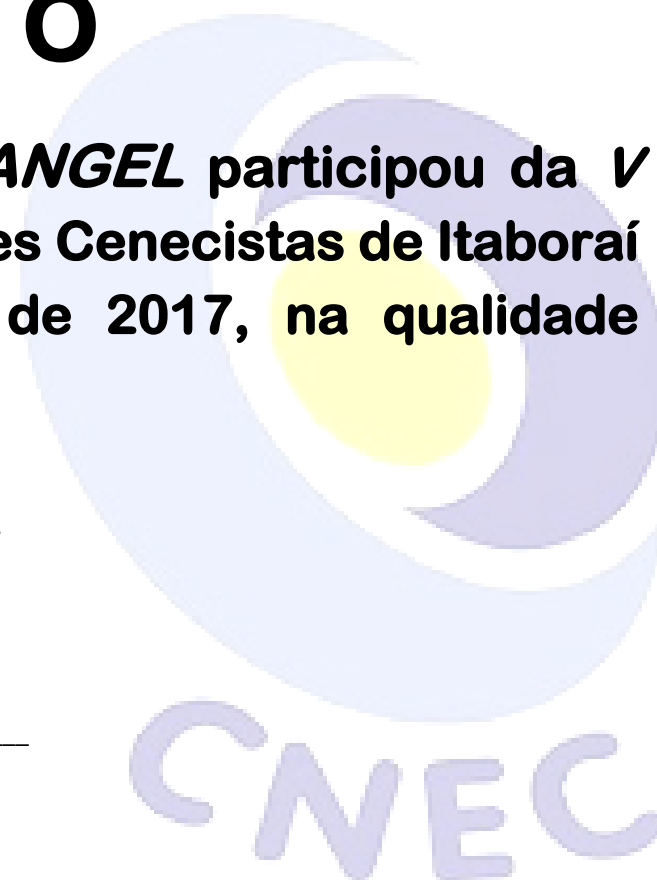 O
ANGEL participou da V
es Cenecistas de Itaboraí
de 2017, na qualidade
CNEC